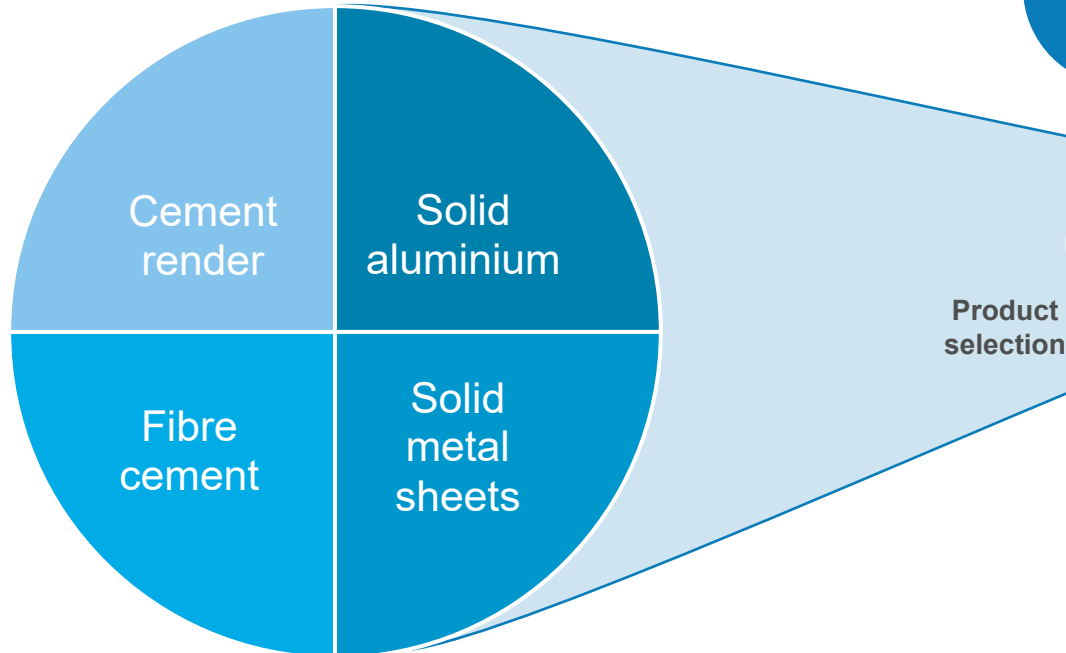 Cement
render
Solid
aluminium
Fibre
cement
Solid
metal
sheets
Product
selection